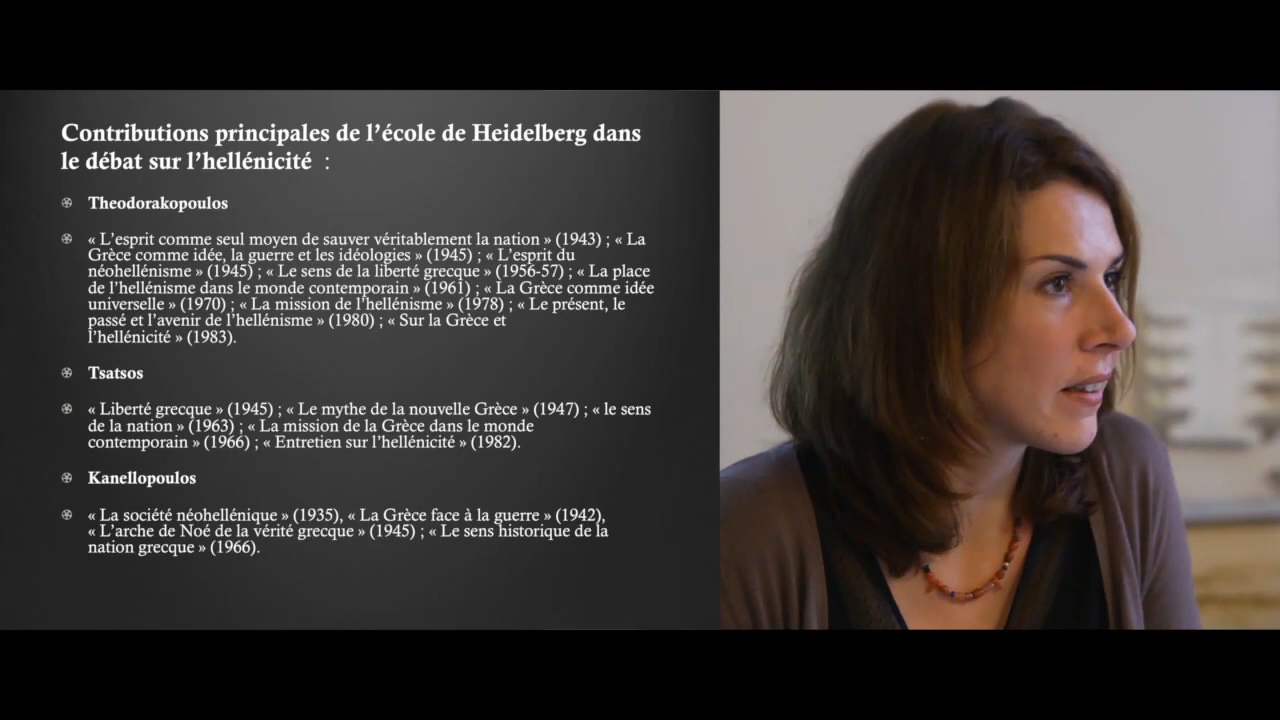 Contributions principales de l’école de Heidelberg dans
le débat sur l’hellénicité :
Theodorakopoulos
« L’esprit comme seul moyen de sauver véritablement la nation » (1943) ; « La
Grèce comme idée, la guerre et les idéologies » (1945) ; « L’esprit du
néohellénisme » (1945) ; « Le sens de la liberté grecque » (1956-57) ; « La place
de l’hellénisme dans le monde contemporain » (1961) ; « La Grèce comme idée
universelle » (1970) ; « La mission de l’hellénisme » (1978) ; « Le présent, le
passé et l’avenir de l’hellénisme » (1980) ; « Sur la Grèce et
l’hellénicité » (1983).
Tsatsos
« Liberté grecque » (1945) ; « Le mythe de la nouvelle Grèce » (1947) ; « le sens
de la nation » (1963) ; « La mission de la Grèce dans le monde
contemporain » (1966) ; « Entretien sur l’hellénicité » (1982).
Kanellopoulos
« La société néohellénique » (1935), « La Grèce face à la guerre » (1942),
« L’arche de Noé de la vérité grecque » (1945) ; « Le sens historique de la
nation grecque » (1966).